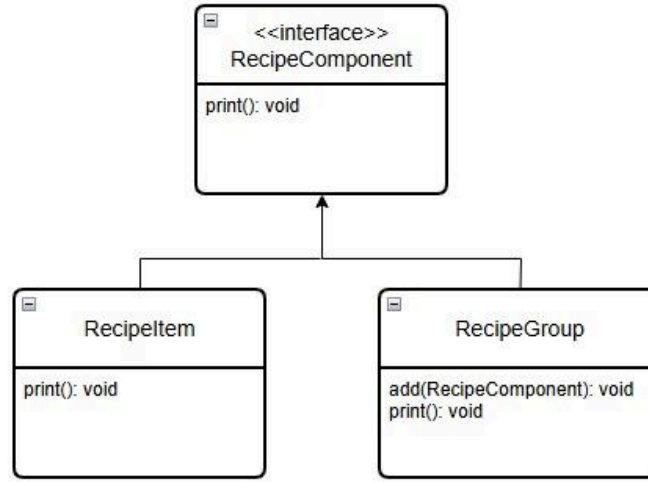 <<interface>>
RecipeComponent
print(): void
RecipeItem
print(): void
RecipeGroup
add(RecipeComponent): void
print(): void